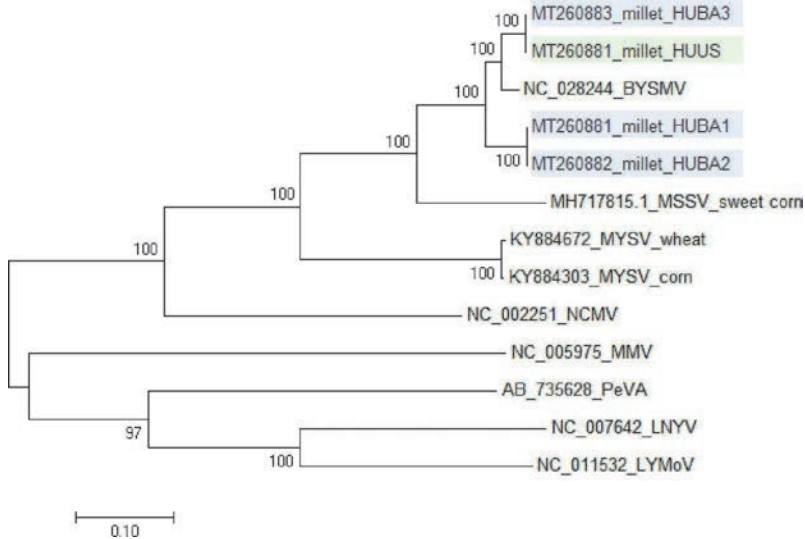 100
MT260883_millet_HUBA3
100
MT260881_millet_HUUS
100
NC_028244_BYSMV
100
MT260881_millet_HUBA1
100
MT260882_millet_HUBA2
100
MH717815.1_MSSV_sweet corn
100
KY884672_MYSV_wheat
100
KY884303_MYSV_corn
100
NC_002251_NCMV
NC_005975_MMV
AB_735628_PeVA
97
NC_007642_LNYV
100
NC_011532_LYMoV
0.10